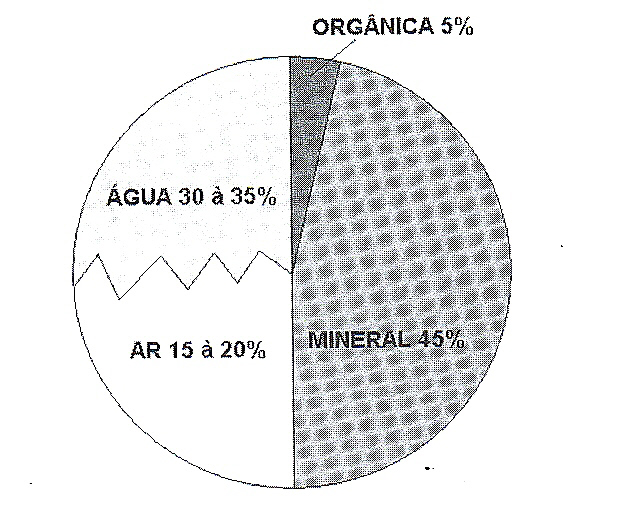 ORGÂNICA 5%
ÁGUA 30 à 35%
AR 15 à 20%
MINERAL 45%